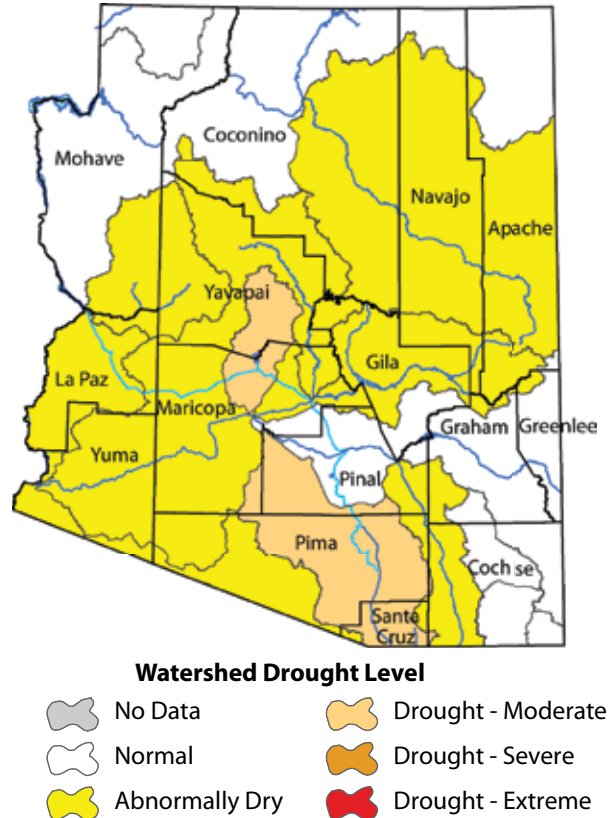 Coconino
Mohave
Navajo
Apache
Yavapai
Gila
La Paz
Maricopa
Graham
Greenlee
Yuma
Pinal
Pima
Coch se
Santa
Cruz
Watershed Drought Level
No Data
Normal
Abnormally Dry
Drought - Moderate
Drought - Severe
Drought - Extreme